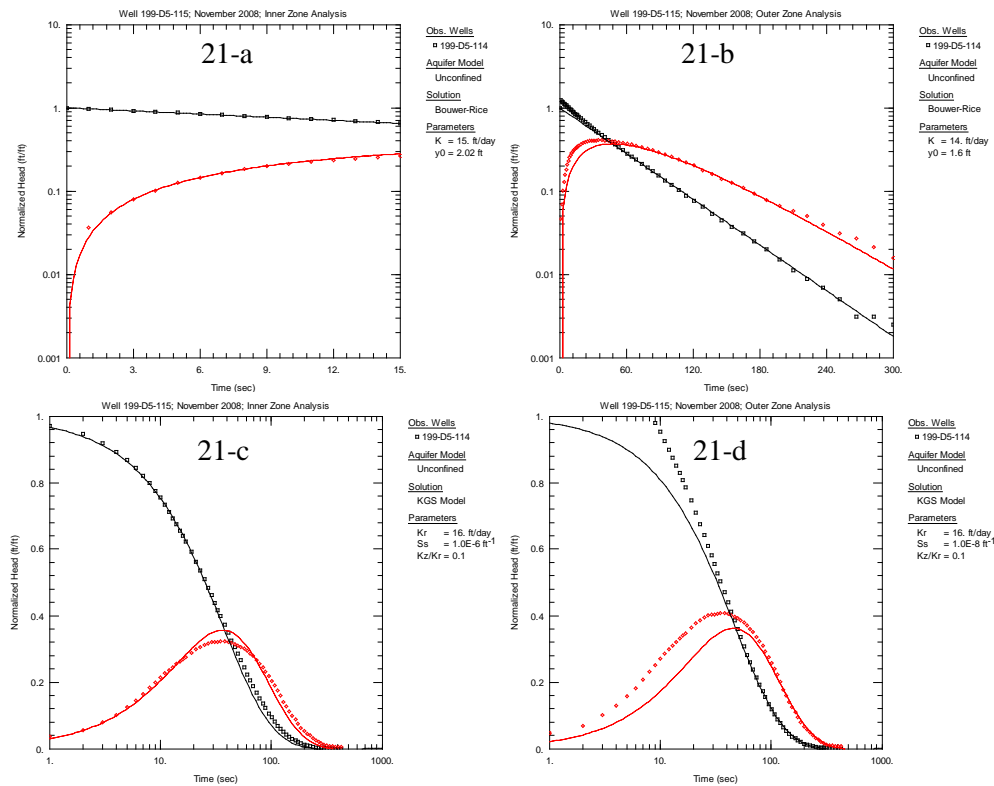 Well 199-D5-115; November 2008; Inner Zone Analysis
21-a
10.
1.
0.1
0.01
0.001
Normalized Head (ft/ft)
0.
3.
6.
9.
12.
15.
Time (sec)
Obs. Wells
199-D5-114
Aquifer Model
Unconfined
Solution
Bouwer-Rice
Parameters
K = 15. ft/day
y0 = 2.02 ft
Well 199-D5-115; November 2008; Outer Zone Analysis
21-b
10.
1.
0.1
0.01
0.001
Normalized Head (ft/ft)
0.
60.
120.
180.
240.
300.
Time (sec)
Obs. Wells
199-D5-114
Aquifer Model
Unconfined
Solution
Bouwer-Rice
Parameters
K = 14. ft/day
y0 = 1.6 ft
Well 199-D5-115; November 2008; Inner Zone Analysis
21-c
1.
0.8
0.6
0.4
0.2
0.
Normalized Head (ft/ft)
1.
10.
100.
1000.
Time (sec)
Obs. Wells
199-D5-114
Aquifer Model
Unconfined
Solution
KGS Model
Parameters
Kr = 16. ft/day
Ss = 1.0E-6 ft-1
Kz/Kr = 0.1
Well 199-D5-115; November 2008; Outer Zone Analysis
21-d
1.
0.8
0.6
0.4
0.2
0.
Normalized Head (ft/ft)
1.
10.
100.
1000.
Time (sec)
Obs. Wells
199-D5-114
Aquifer Model
Unconfined
Solution
KGS Model
Parameters
Kr = 16. ft/day
Ss = 1.0E-8 ft-1
Kz/Kr = 0.1